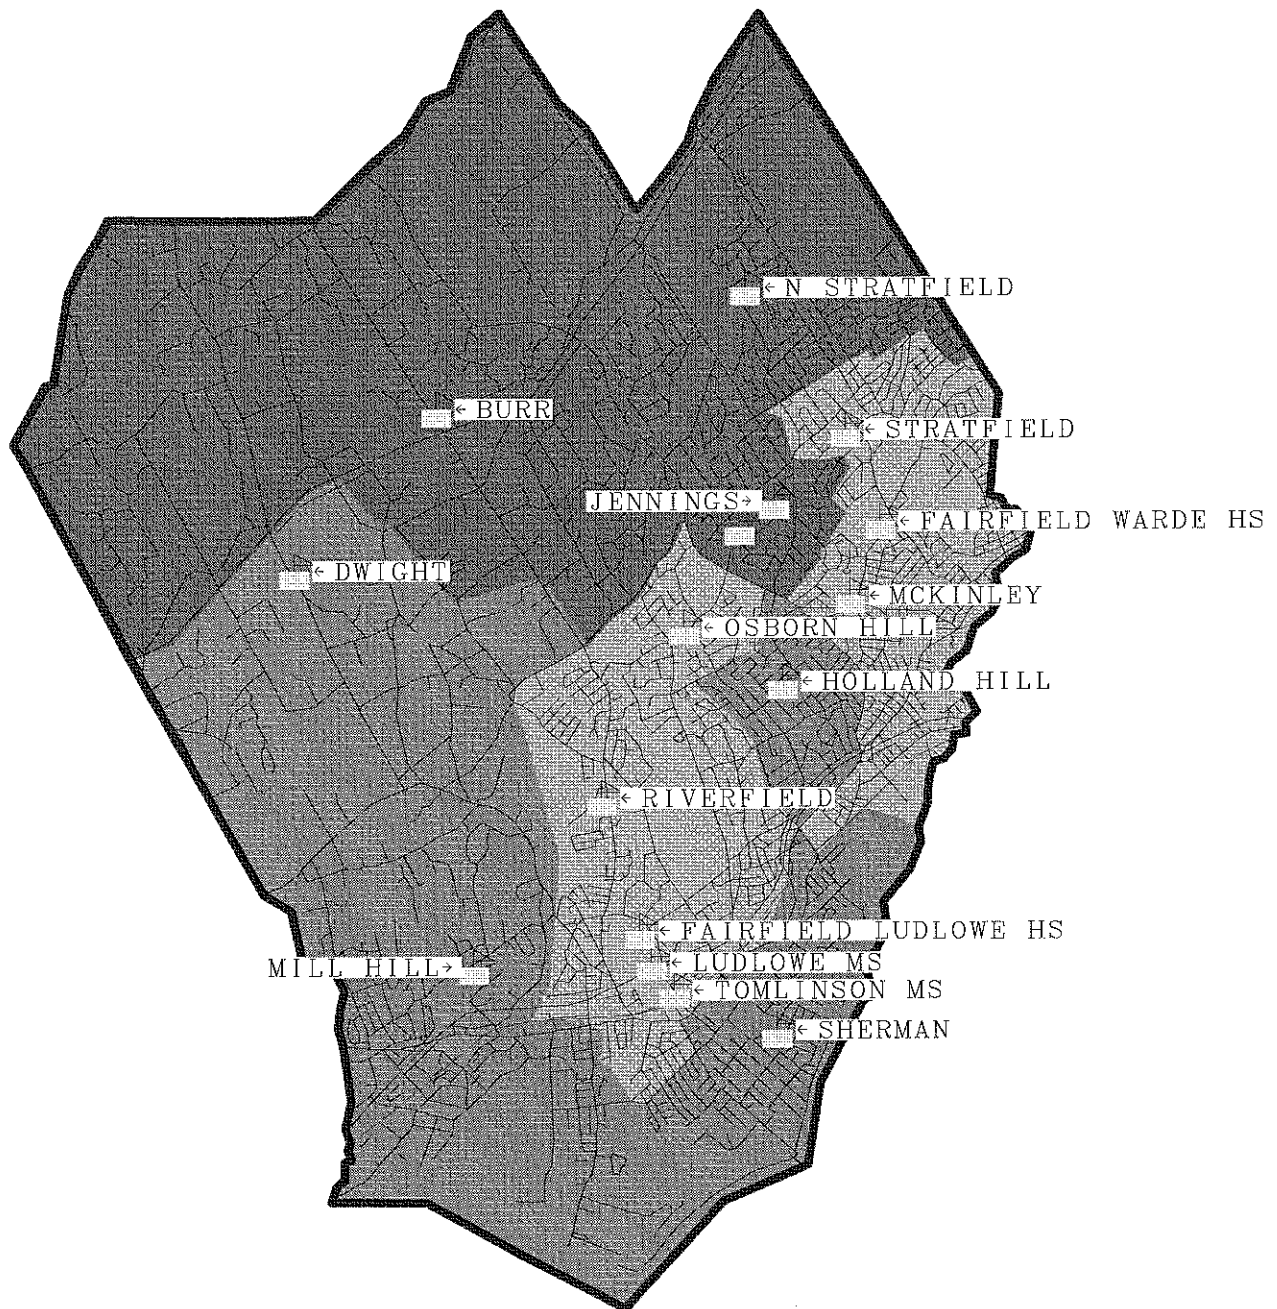 ← N STRATFIELD
← BURR
← STRATFIELD
JENNINGS→
← FAIRFIELD WARDE HS
← DWIGHT
← MCKINLEY
← OSBORN HILL
← HOLLAND HILL
← RIVERFIELD
← FAIRFIELD LUDLOWE HS
← LUDLOWE MS
MILL HILL→
← TOMLINSON MS
← SHERMAN